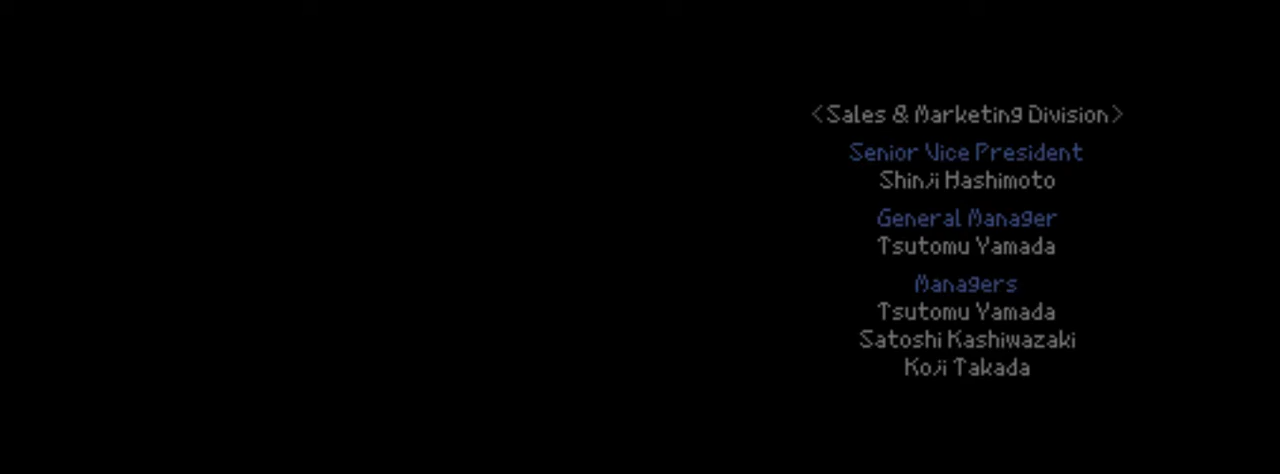 <Sales & Marketing Division>
Senior Vice President
Shinji Hashimoto
General Manager
Tsutomu Yamada
Managers
Tsutomu Yamada
Satoshi Kashiwazaki
Koji Takada